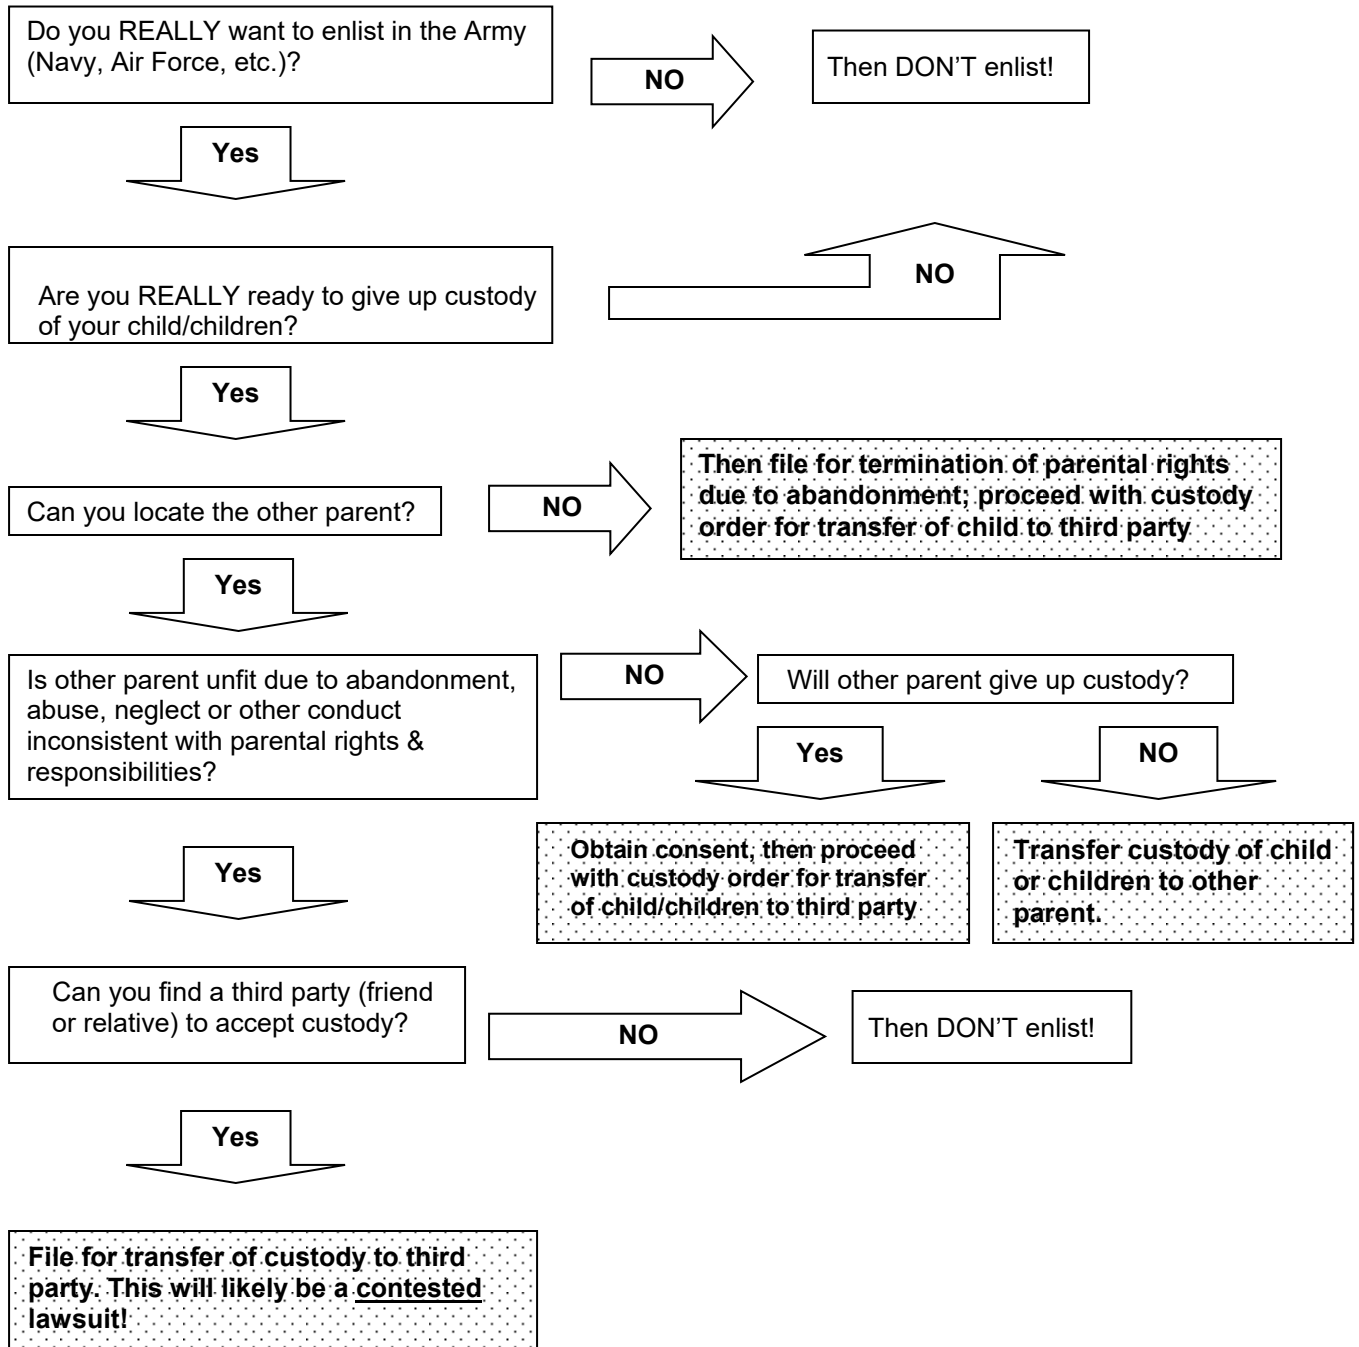 Do you REALLY want to enlist in the Army
(Navy, Air Force, etc.)?
NO
Then DON'T enlist!
Yes
Are you REALLY ready to give up custody
of your child/children?
NO
Yes
Can you locate the other parent?
NO
Then file for termination of parental rights
due to abandonment; proceed with custody
order for transfer of child to third party
Yes
Is other parent unfit due to abandonment,
abuse, neglect or other conduct
inconsistent with parental rights &
responsibilities?
NO
Will other parent give up custody?
Yes
NO
Obtain consent, then proceed
with custody order for transfer
of child/children to third party
Transfer custody of child
or children to other
parent.
Yes
Can you find a third party (friend
or relative) to accept custody?
NO
Then DON'T enlist!
Yes
File for transfer of custody to third
party. This will likely be a contested
lawsuit!